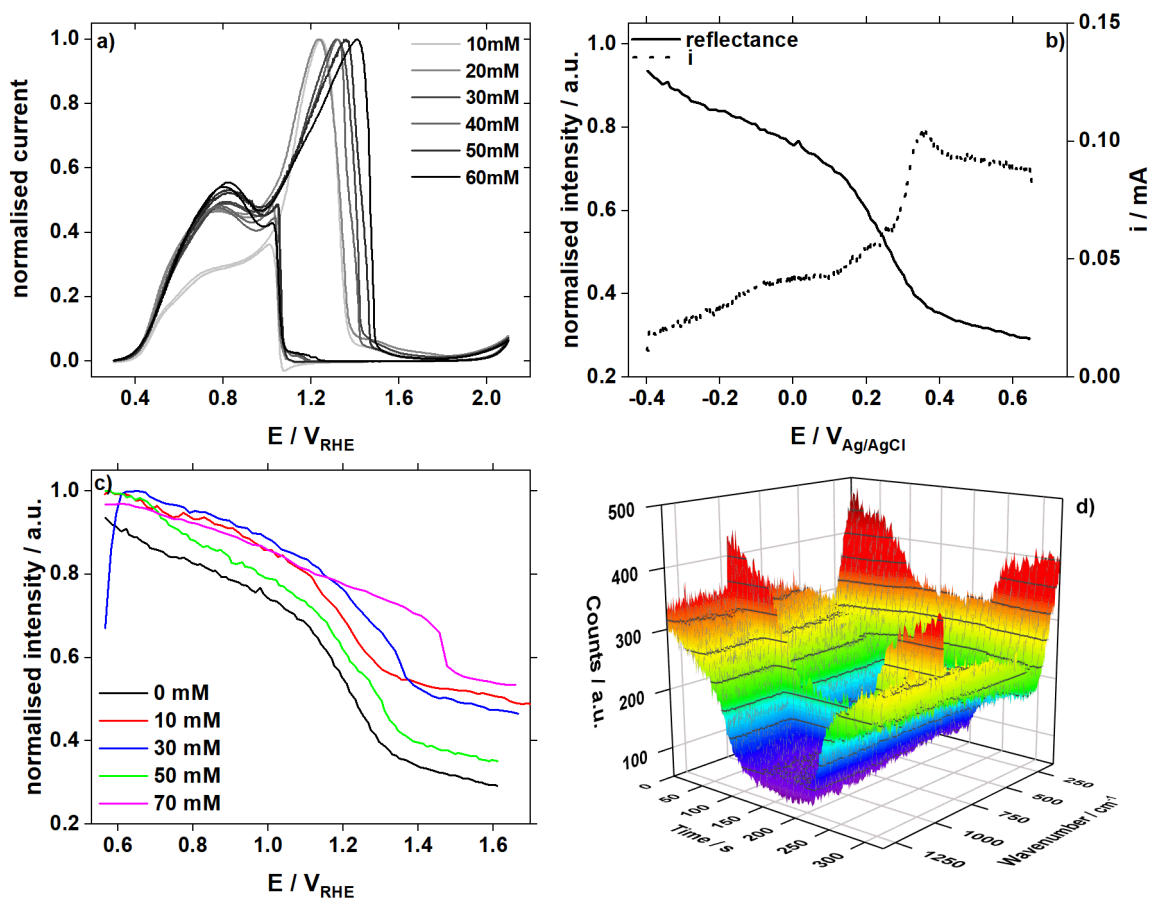 a)
10mM
20mM
30mM
40mM
50mM
60mM
normalised current
1.0
0.8
0.6
0.4
0.2
0.0
0.4 0.8 1.2 1.6 2.0
E / VRHE
b)
reflectance
i
normalised intensity / a.u.
1.0
0.8
0.6
0.4
0.2
0.15
0.10
0.05
0.00
i / mA
-0.4 -0.2 0.0 0.2 0.4 0.6
E / VAg/AgCl
c)
normalised intensity / a.u.
1.0
0.8
0.6
0.4
0.2
0 mM
10 mM
30 mM
50 mM
70 mM
0.6 0.8 1.0 1.2 1.4 1.6
E / VRHE
d)
Counts / a.u.
500
400
300
200
100
0 50 100 150 200 250 300
Time / s
250
500
750
1000
1250
Wavenumber / cm-1